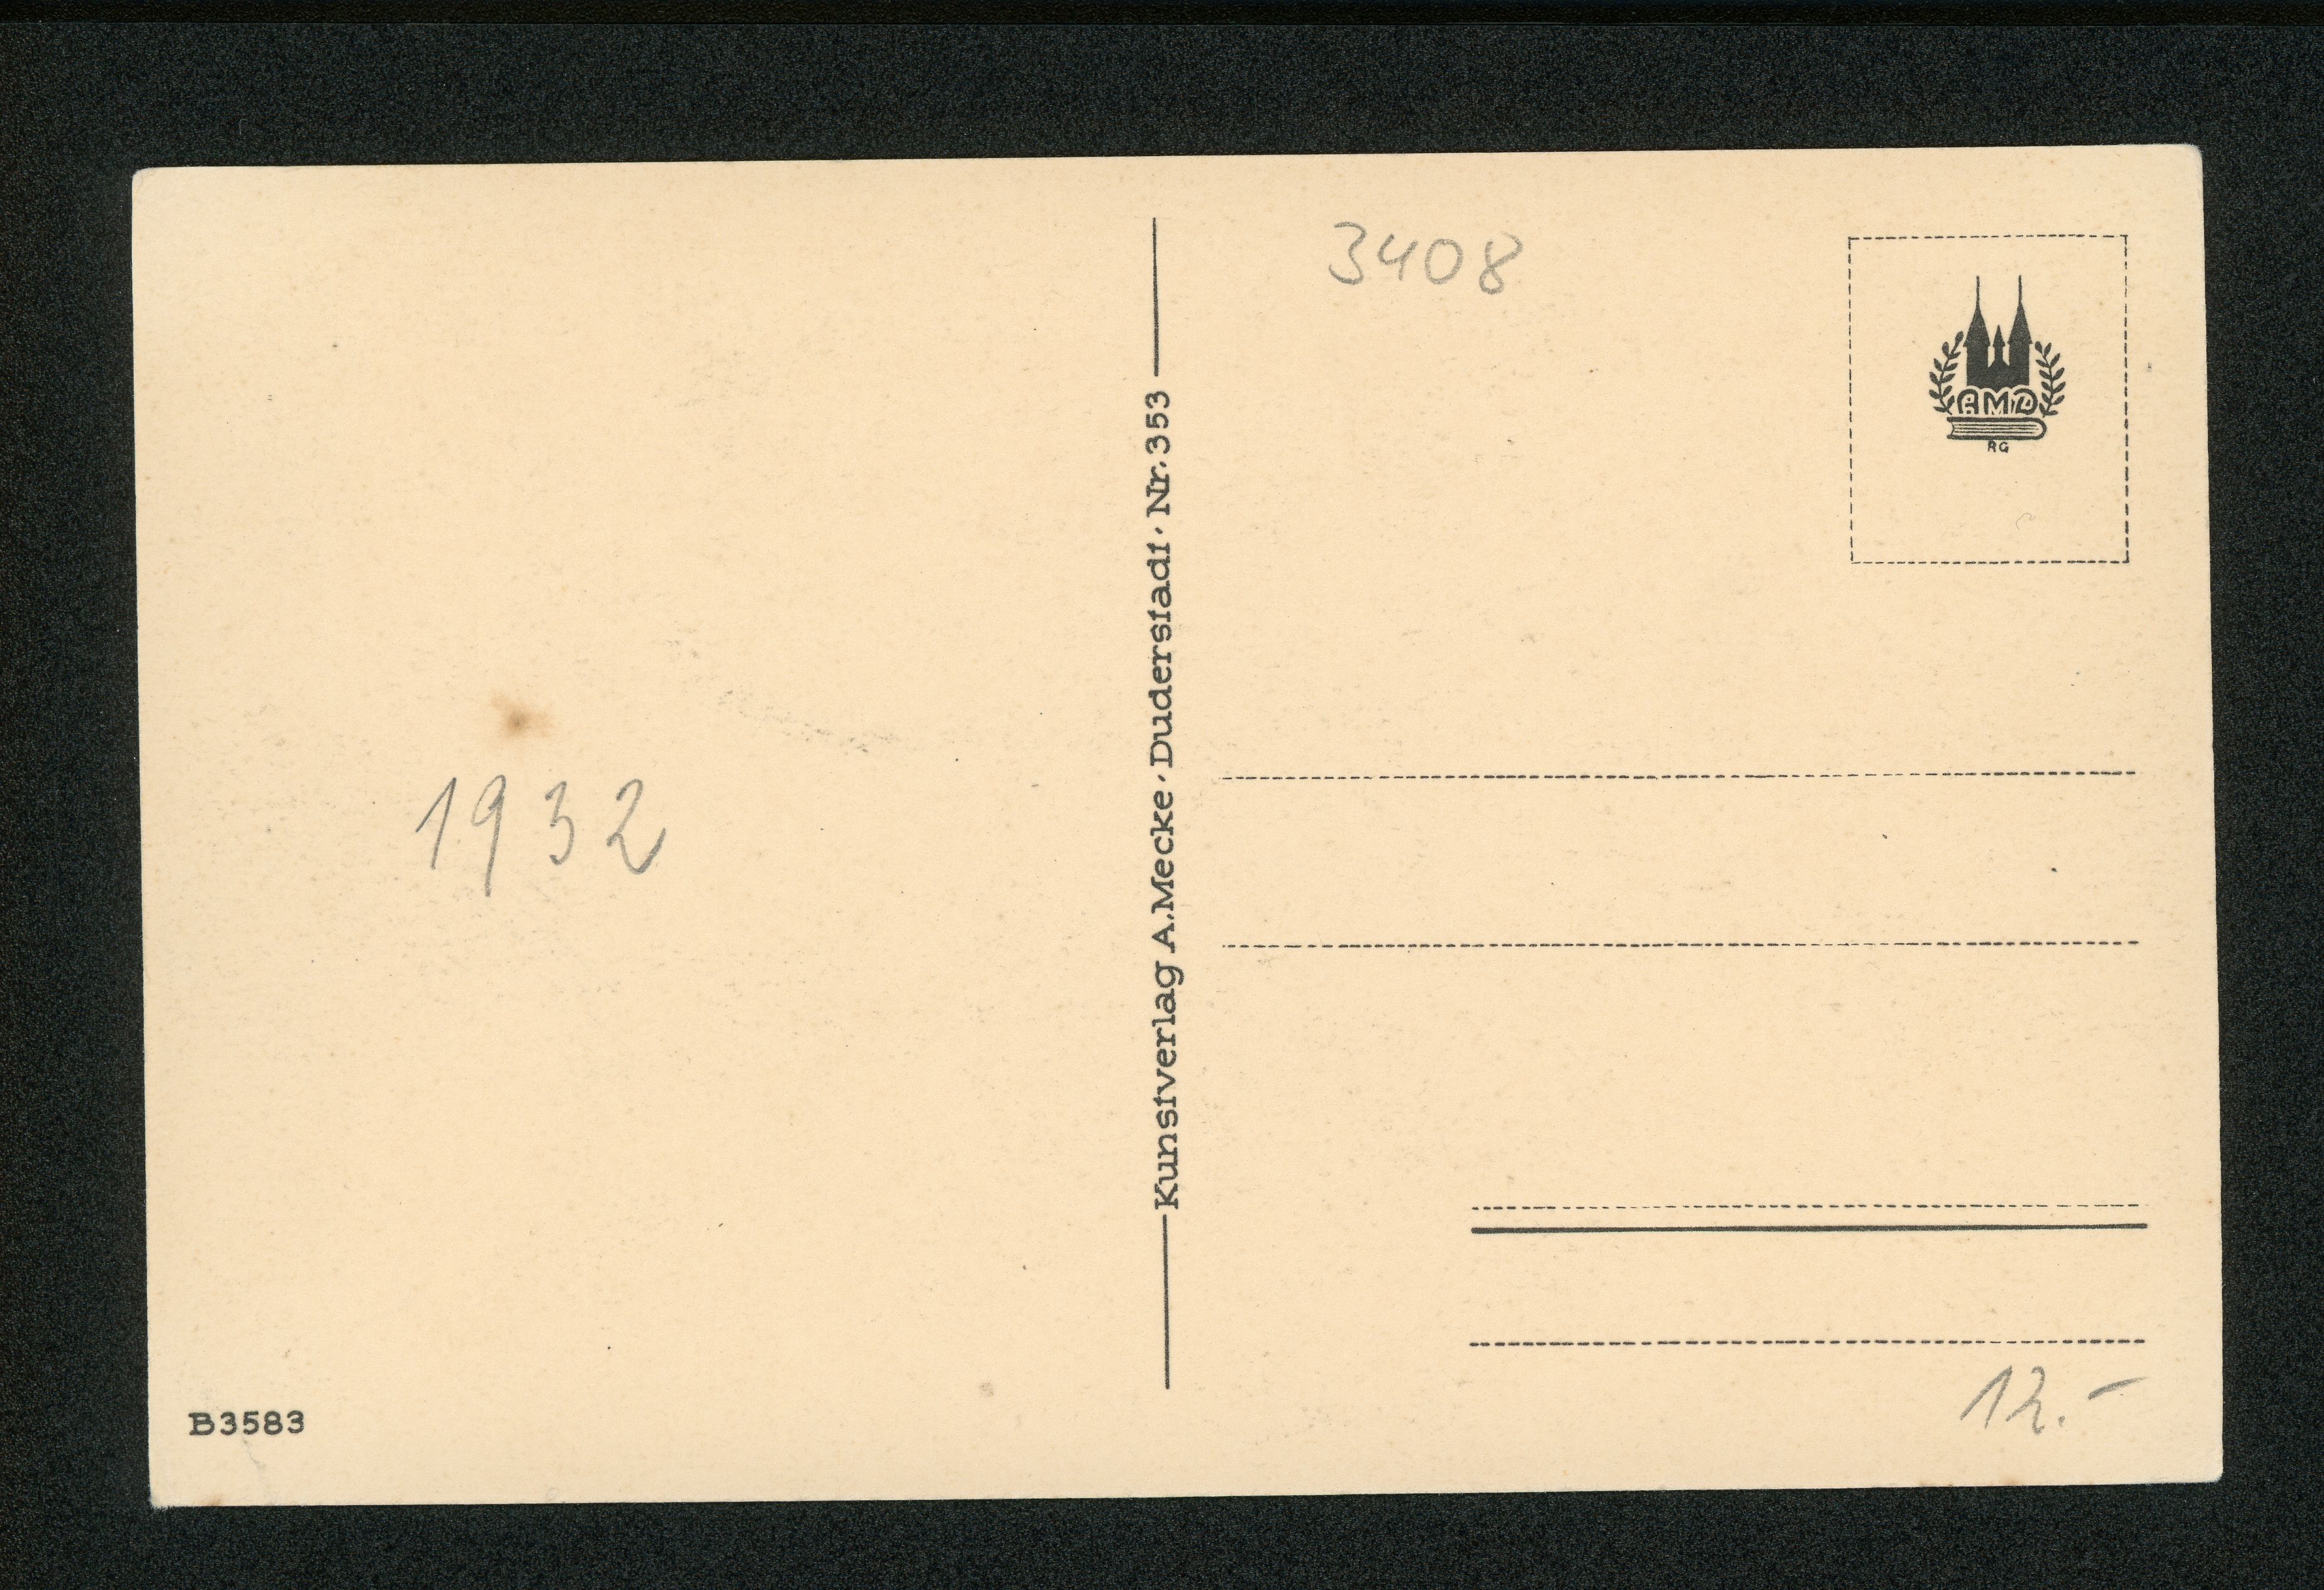 3408
AMD
RG
Kunstverlag A. Mecke · Duderstadt · Nr. 353
1932
B3583
12.-